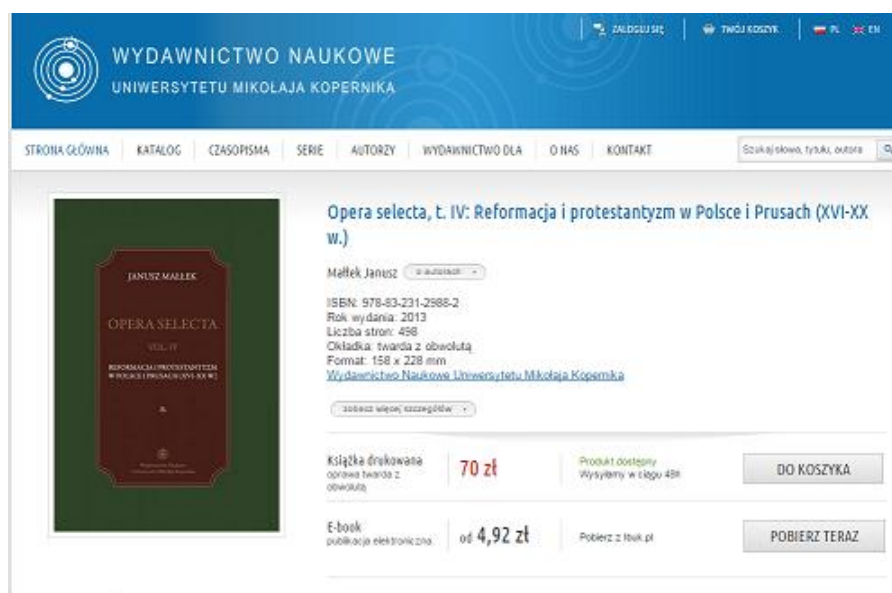 ZALOGUJ SIĘ
TWÓJ KOSZYK
PL
EN
WYDAWNICTWO NAUKOWE
UNIWERSYTETU MIKOŁAJA KOPERNIKA
STRONA GŁÓWNA KATALOG CZASOPISMA SERIE AUTORZY WYDAWNICTWO DLA O NAS KONTAKT
Szukaj słowa, tytułu, autora
JANUSZ MAŁŁEK
OPERA SELECTA
VOL. IV
REFORMACJA I PROTESTANTYZM
W POLSCE I PRUSACH (XVI-XX W.)
Opera selecta, t. IV: Reformacja i protestantyzm w Polsce i Prusach (XVI-XX
w.)
Małłek Janusz o autorach
ISBN: 978-83-231-2988-2
Rok wydania: 2013
Liczba stron: 498
Okładka: twarda z obwolutą
Format: 158 x 228 mm
Wydawnictwo Naukowe Uniwersytetu Mikołaja Kopernika
zobacz więcej szczegółów
Książka drukowana
oprawa twarda z
obwolutą
70 zł
Produkt dostępny
Wysyłamy w ciągu 48h
DO KOSZYKA
E-book
publikacja elektroniczna
od 4,92 zł
Pobierz z Ibuk.pl
POBIERZ TERAZ